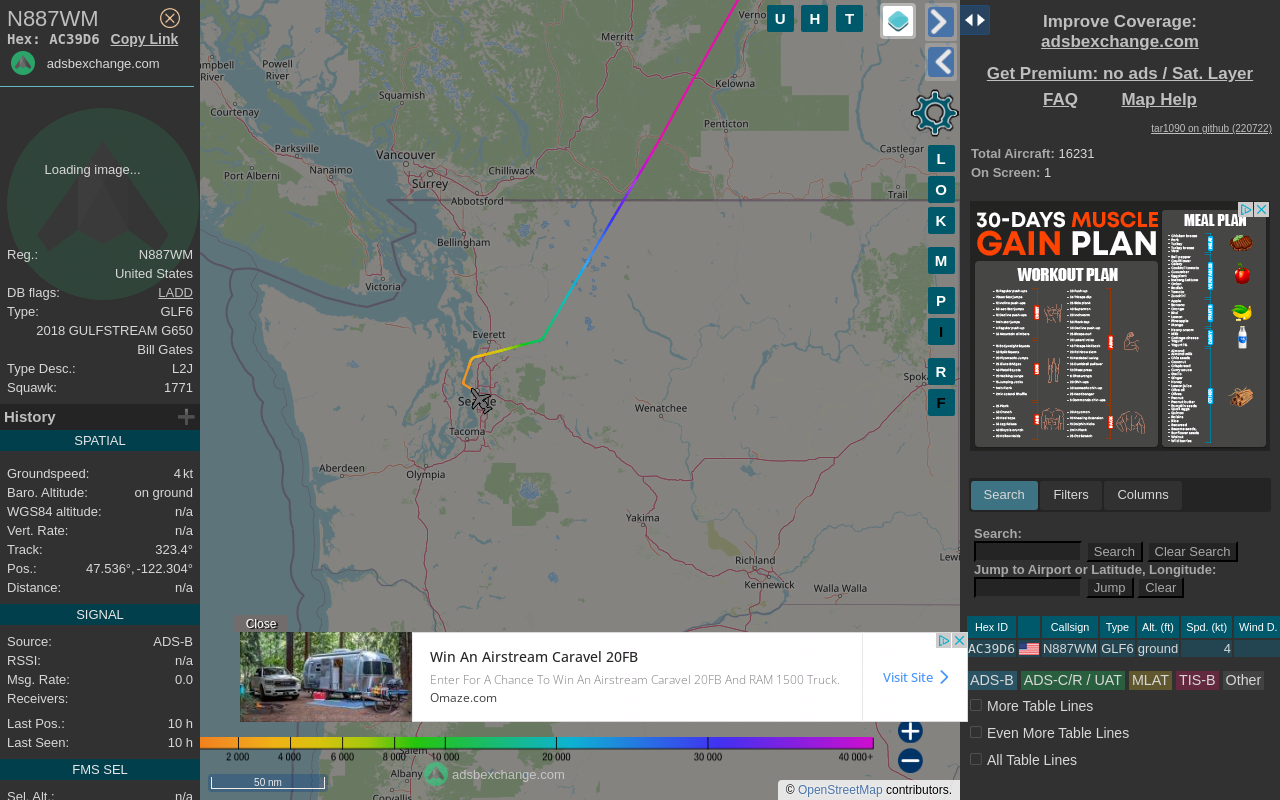 N887WM
Hex: AC39D6 Copy Link
adsbexchange.com
Loading image...
Reg.: N887WM
United States
DB flags: LADD
Type: GLF6
2018 GULFSTREAM G650
Bill Gates
Type Desc.: L2J
Squawk: 1771
History
SPATIAL
Groundspeed: 4 kt
Baro. Altitude: on ground
WGS84 altitude: n/a
Vert. Rate: n/a
Track: 323.4°
Pos.: 47.536°, -122.304°
Distance: n/a
SIGNAL
Source: ADS-B
RSSI: n/a
Msg. Rate: 0.0
Receivers:
Last Pos.: 10 h
Last Seen: 10 h
FMS SEL
Sel. Alt.: n/a
Merritt
Powell
River
mpbell
River
Squamish
Kelowna
Courtenay
Penticton
Parksville
Vancouver
Nanaimo
Castlegar
Port Alberni
Surrey
Chilliwack
Abbotsford
Trail
Bellingham
Victoria
Everett
Wenatchee
Tacoma
Aberdeen
Olympia
Yakima
Richland
Kennewick
Walla Walla
Lewi
Spok
Salem
Albany
Corvallis
U H T
L
O
K
M
P
I
R
F
Close
Win An Airstream Caravel 20FB
Enter For A Chance To Win An Airstream Caravel 20FB And RAM 1500 Truck.
Omaze.com
Visit Site
2 000 4 000 6 000 8 000 10 000 20 000 30 000 40 000+
adsbexchange.com
50 nm
© OpenStreetMap contributors.
Improve Coverage:
adsbexchange.com
Get Premium: no ads / Sat. Layer
FAQ Map Help
tar1090 on github (220722)
Total Aircraft: 16231
On Screen: 1
30-DAYS MUSCLE
GAIN PLAN
MEAL PLAN
WORKOUT PLAN
Search Filters Columns
Search:
Search Clear Search
Jump to Airport or Latitude, Longitude:
Jump Clear
Hex ID Callsign Type Alt. (ft) Spd. (kt) Wind D.
AC39D6 N887WM GLF6 ground 4
ADS-B ADS-C/R / UAT MLAT TIS-B Other
More Table Lines
Even More Table Lines
All Table Lines